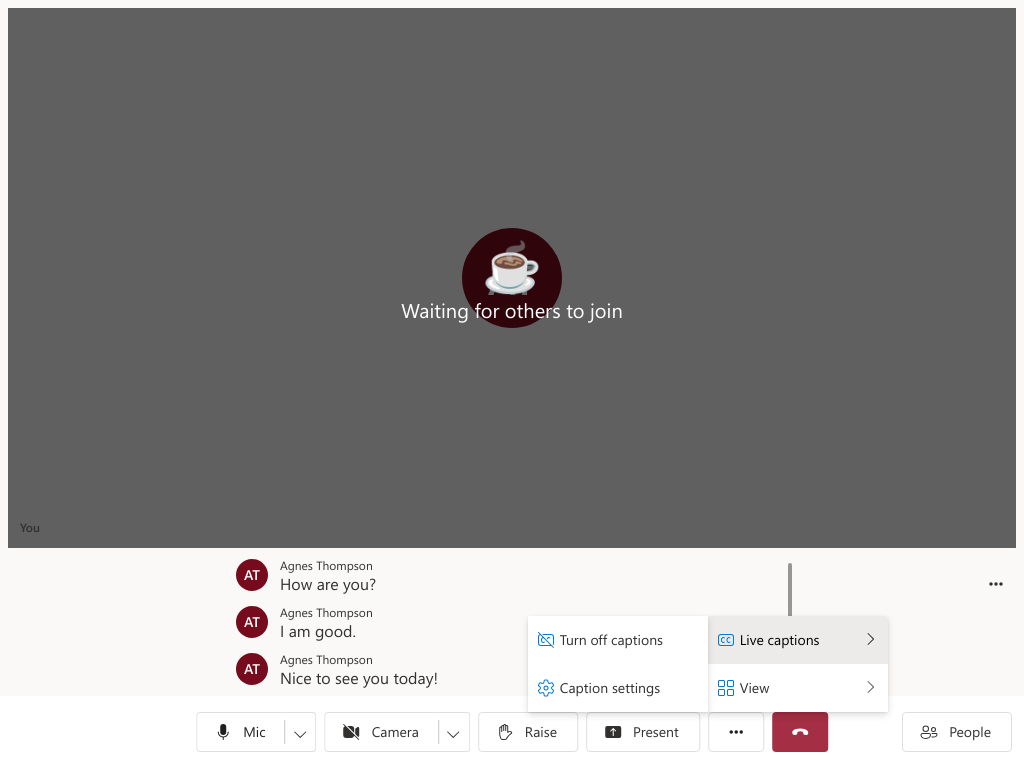 Waiting for others to join
You
AT
Agnes Thompson
How are you?
AT
Agnes Thompson
I am good.
AT
Agnes Thompson
Nice to see you today!
Turn off captions
CC Live captions
Caption settings
View
Mic
Camera
Raise
Present
People